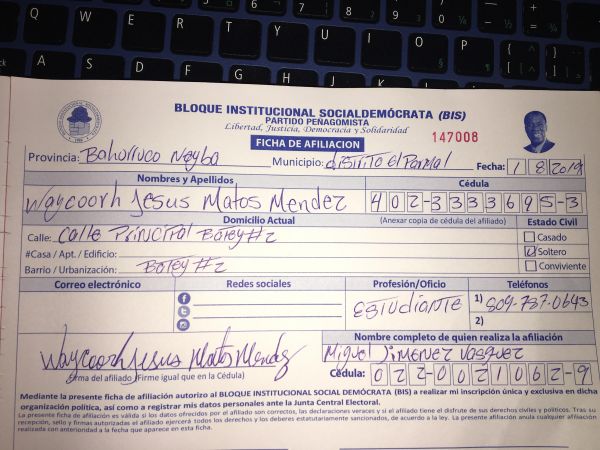 Q W E R T Y U I O P
A S D F G H
BLOQUE INSTITUCIONAL SOCIALDEMÓCRATA (BIS)
PARTIDO PEÑAGOMISTA
Libertad, Justicia, Democracia y Solidaridad
FICHA DE AFILIACION
147008
Provincia: Bahorruco Neyba Municipio: Distrito El Palmal Fecha: 1 8 2019
Nombres y Apellidos Cédula
Waycoorh Jesus Matos Mendez 402-3333695-3
Domicilio Actual (Anexar copia de cédula del afiliado) Estado Civil
Calle: Calle Principal Batey #2 Casado
#Casa / Apt. / Edificio: Soltero
Barrio / Urbanización: Batey #2 Conviviente
Correo electrónico Redes sociales Profesión/Oficio Teléfonos
ESTUDIANTE 1) 809-787-0643
2)
Nombre completo de quien realiza la afiliación
Waycoorh Jesus Matos Mendez Miguel Jimenez Vasquez
Firma del afiliado (Firme igual que en la Cédula) Cédula: 022-0021062-9
Mediante la presente ficha de afiliación autorizo al BLOQUE INSTITUCIONAL SOCIAL DEMÓCRATA (BIS) a realizar mi inscripción única y exclusiva en dicha
organización política, así como a registrar mis datos personales ante la Junta Central Electoral.
La presente ficha de afiliación es válida si los datos ofrecidos por el afiliado son correctos, las declaraciones veraces y si el afiliado tiene el disfrute de sus derechos civiles y políticos. Tras su
recepción, sello y firmas autorizadas el afiliado ejercerá todos los derechos y los deberes estatutariamente sancionados, de acuerdo a la ley. La presente afiliación anula cualquier afiliación
realizada con anterioridad a la fecha que aparece en esta ficha.